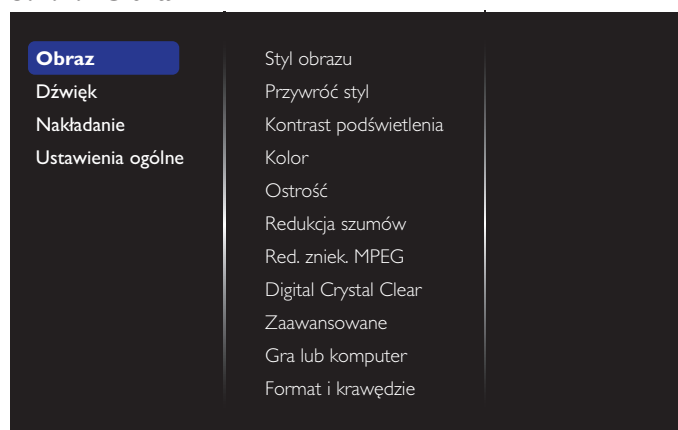 Obraz
Dźwięk
Nakładanie
Ustawienia ogólne
Styl obrazu
Przywróć styl
Kontrast podświetlenia
Kolor
Ostrość
Redukcja szumów
Red. zniek. MPEG
Digital Crystal Clear
Zaawansowane
Gra lub komputer
Format i krawędzie